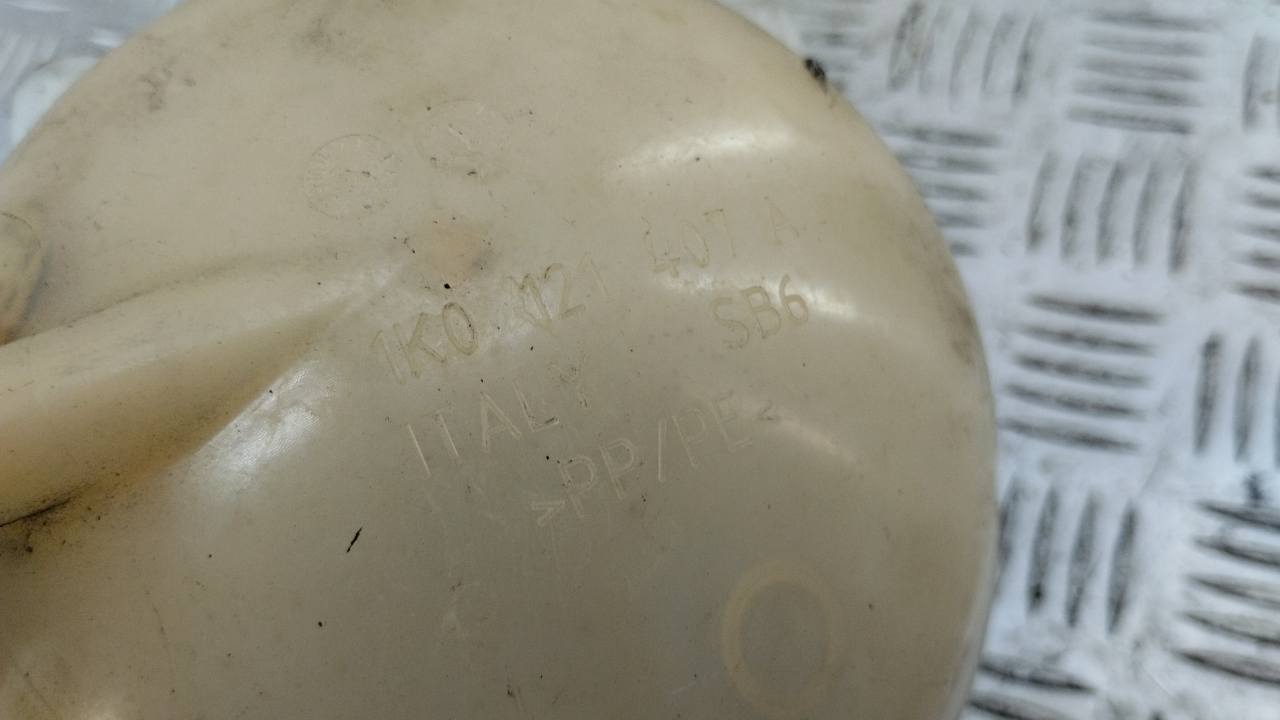 1K0 121 407 A
SB6
ITALY
>PP/PE<